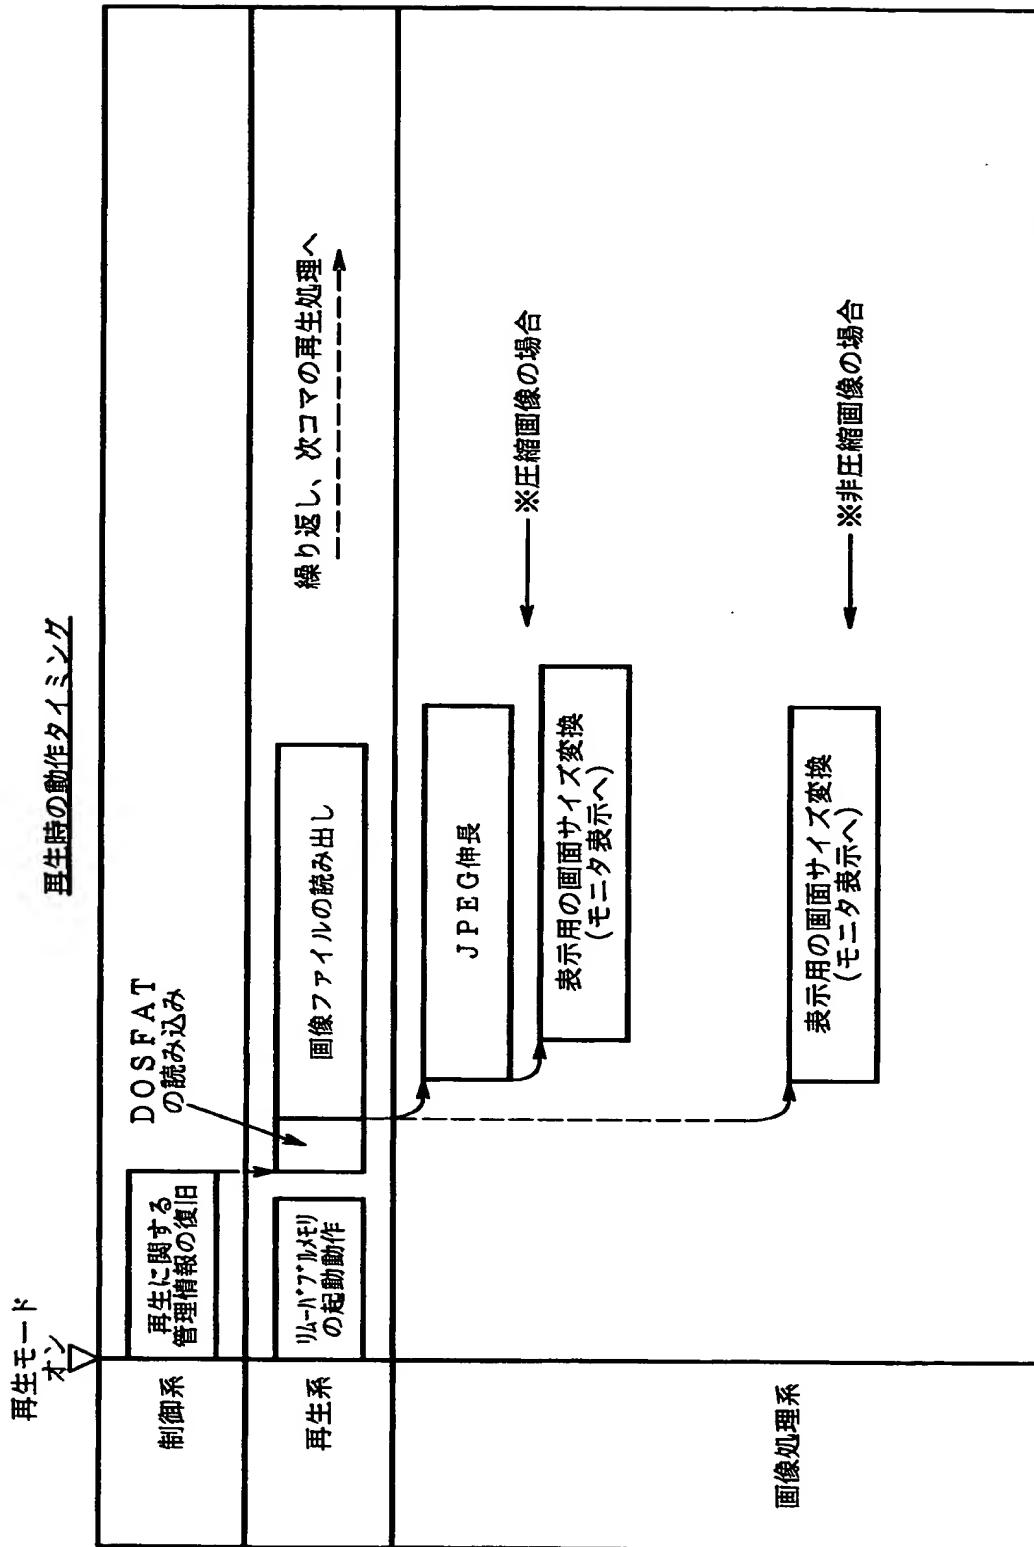 再生時の動作タイミング
再生モード
オン
制御系
再生に関する
管理情報の復旧
DOSFAT
の読み込み
再生系
リムーバブルメモリ
の起動動作
画像ファイルの読み出し
繰り返し、次コマの再生処理へ
画像処理系
JPEG伸長
表示用の画面サイズ変換
(モニタ表示へ)
※圧縮画像の場合
表示用の画面サイズ変換
(モニタ表示へ)
※非圧縮画像の場合